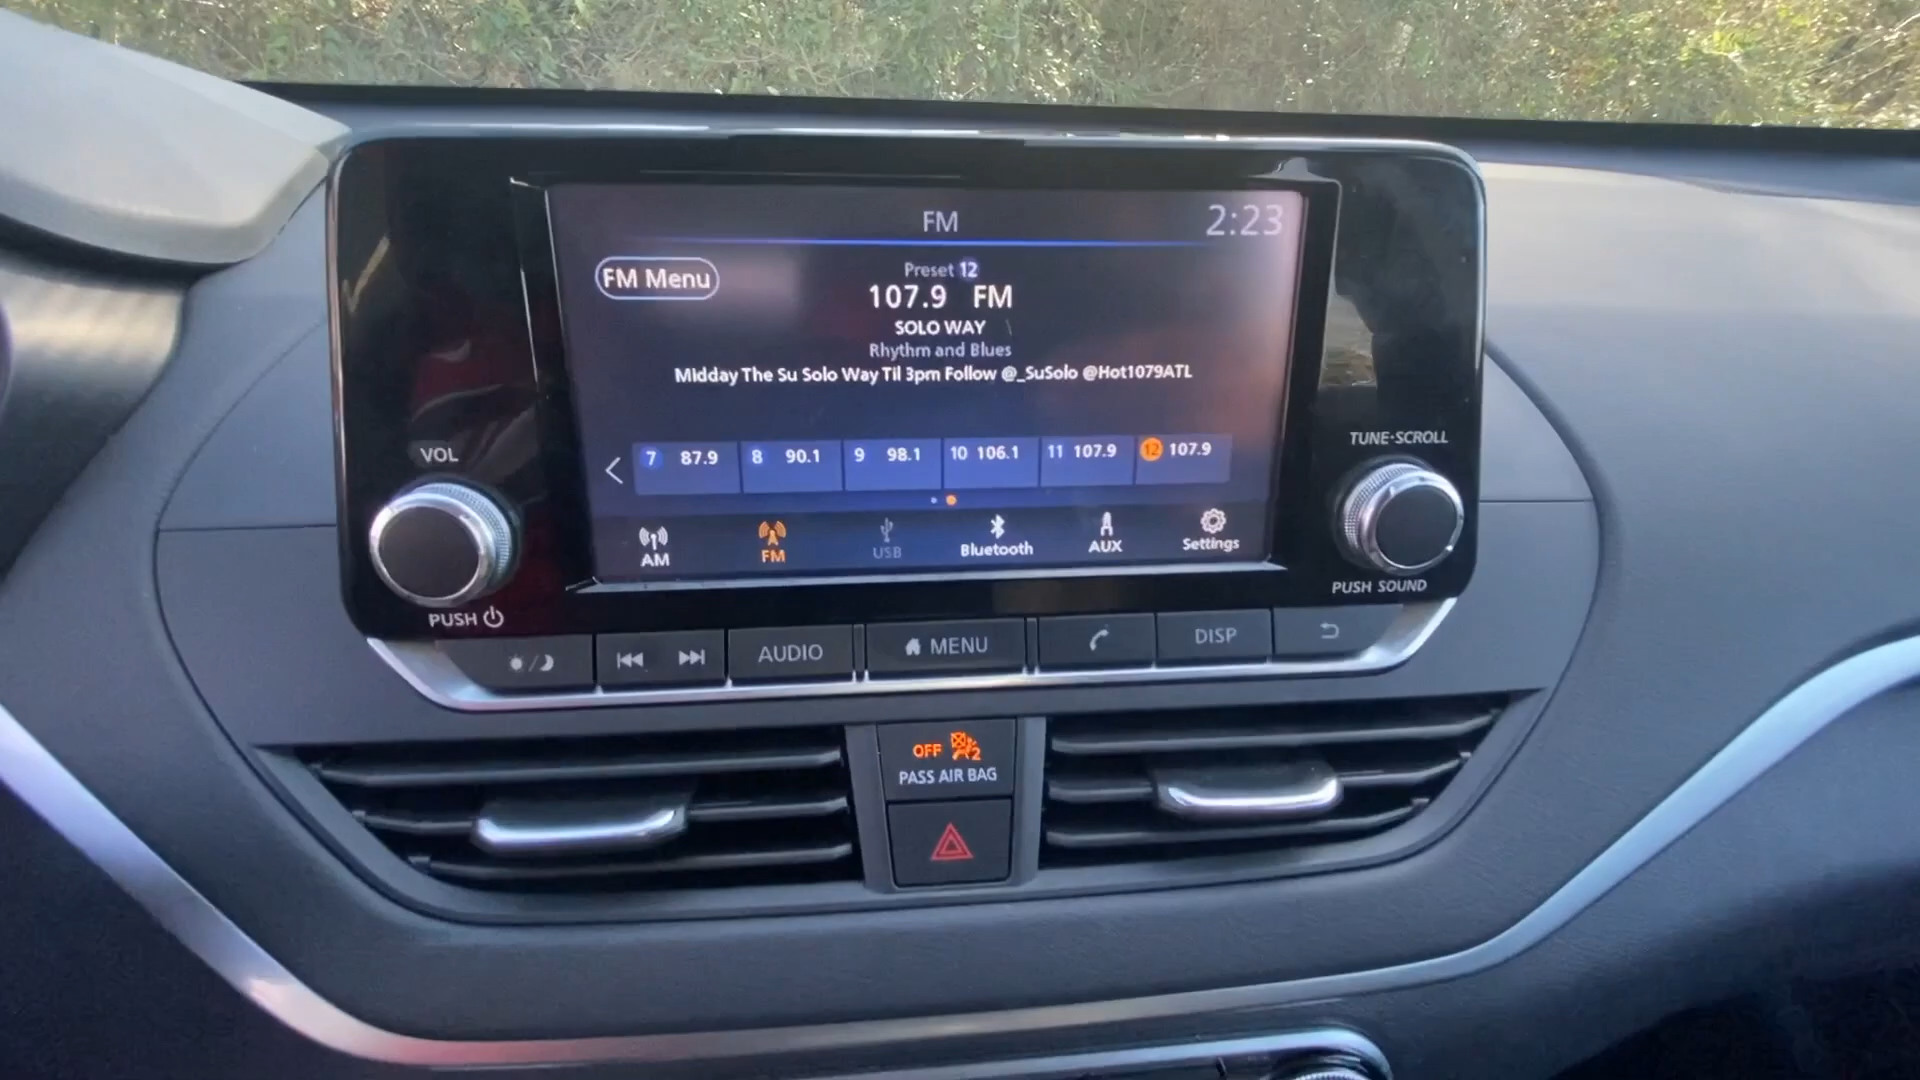 FM
2:23
FM Menu
Preset 12
107.9 FM
SOLO WAY
Rhythm and Blues
Midday The Su Solo Way Til 3pm Follow @_SuSolo @Hot1079ATL
7 87.9
8 90.1
9 98.1
10 106.1
11 107.9
12 107.9
AM
FM
USB
Bluetooth
AUX
Settings
VOL
PUSH
TUNE·SCROLL
PUSH SOUND
AUDIO
MENU
DISP
OFF 2
PASS AIR BAG